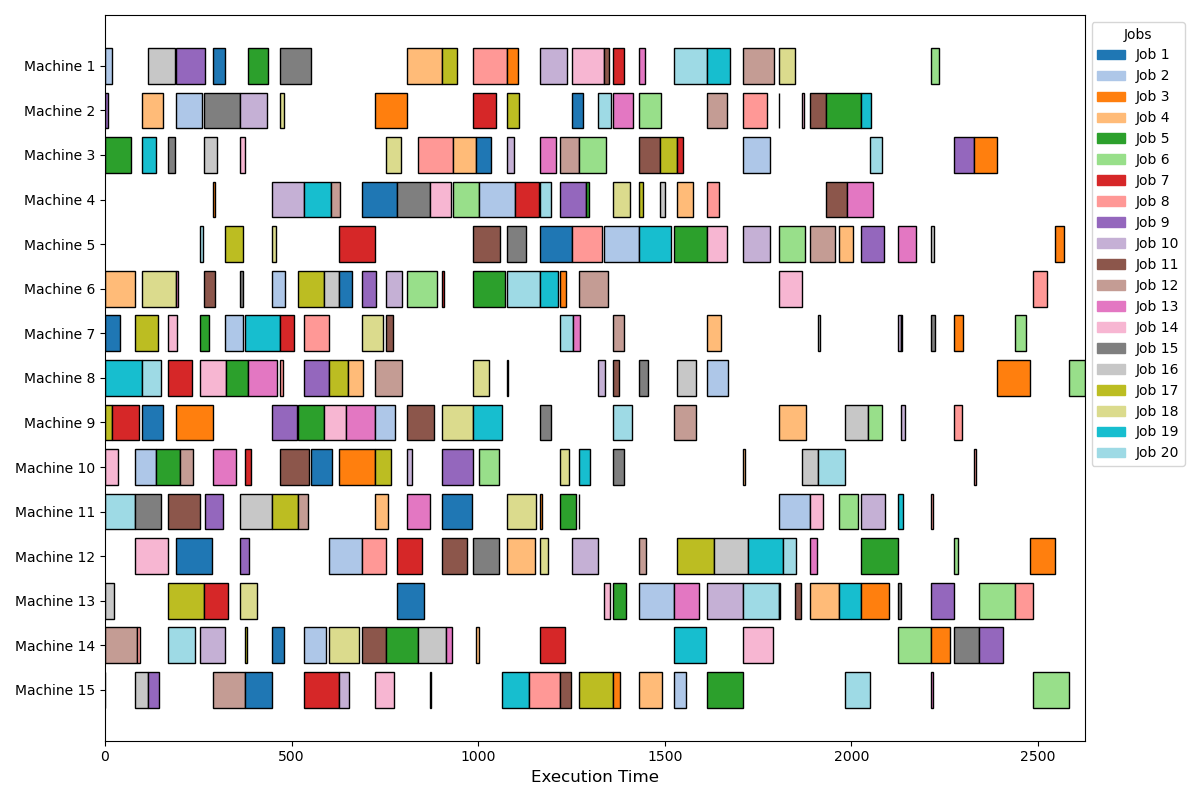 Machine 1
Machine 2
Machine 3
Machine 4
Machine 5
Machine 6
Machine 7
Machine 8
Machine 9
Machine 10
Machine 11
Machine 12
Machine 13
Machine 14
Machine 15
0 500 1000 1500 2000 2500
Execution Time
Jobs
Job 1
Job 2
Job 3
Job 4
Job 5
Job 6
Job 7
Job 8
Job 9
Job 10
Job 11
Job 12
Job 13
Job 14
Job 15
Job 16
Job 17
Job 18
Job 19
Job 20